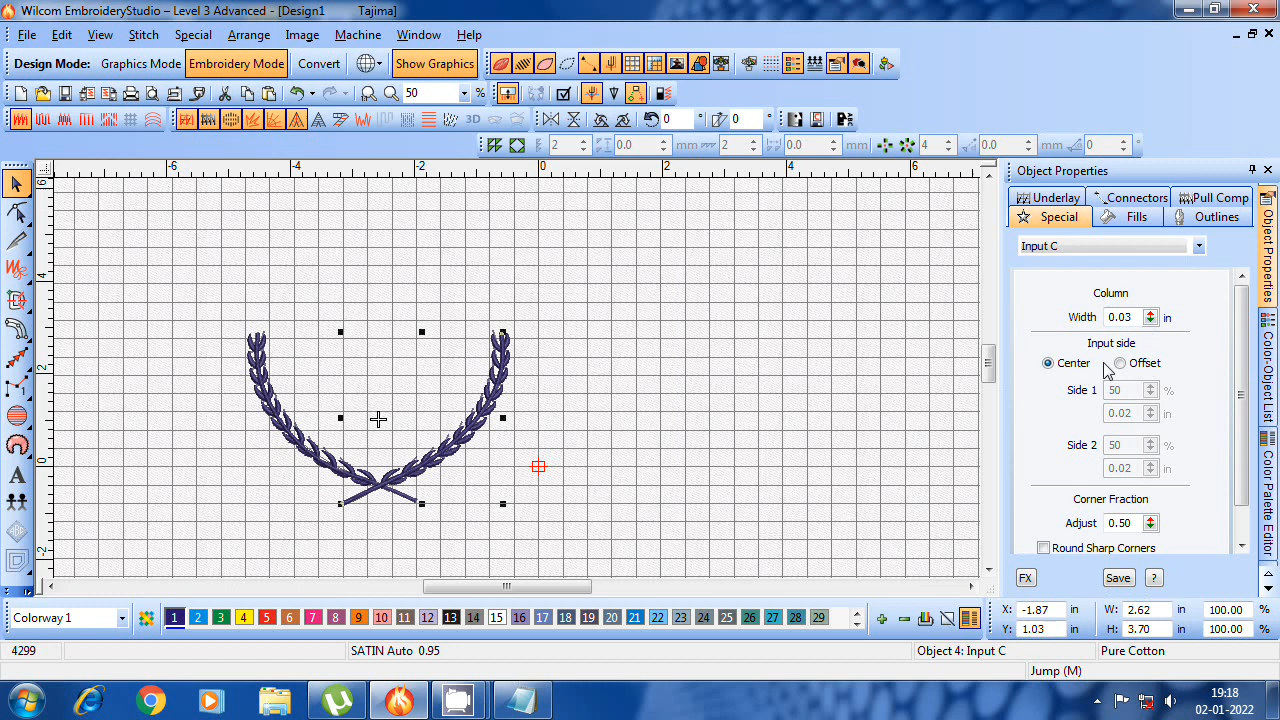 Wilcom EmbroideryStudio – Level 3 Advanced - [Design1 Tajima]
File Edit View Stitch Special Arrange Image Machine Window Help
Design Mode: Graphics Mode Embroidery Mode Convert Show Graphics
50 %
0 ° 0 °
2 0.0 mm 2 0.0 mm 4 0.0 mm 0 °
-6 -4 -2 0 2 4 6
6
4
2
0
-2
Object Properties
Underlay Connectors Pull Comp
Special Fills Outlines
Input C
Column
Width 0.03 in
Input side
Center Offset
Side 1 50 %
0.02 in
Side 2 50 %
0.02 in
Corner Fraction
Adjust 0.50
Round Sharp Corners
FX Save ?
Object Properties
Color-Object List
Color Palette Editor
3D
A
ABC
Colorway 1
1 2 3 4 5 6 7 8 9 10 11 12 13 14 15 16 17 18 19 20 21 22 23 24 25 26 27 28 29
X: -1.87 in W: 2.62 in 100.00 %
Y: 1.03 in H: 3.70 in 100.00 %
4299 SATIN Auto 0.95 Object 4: Input C Pure Cotton
Jump (M)
19:18
02-01-2022